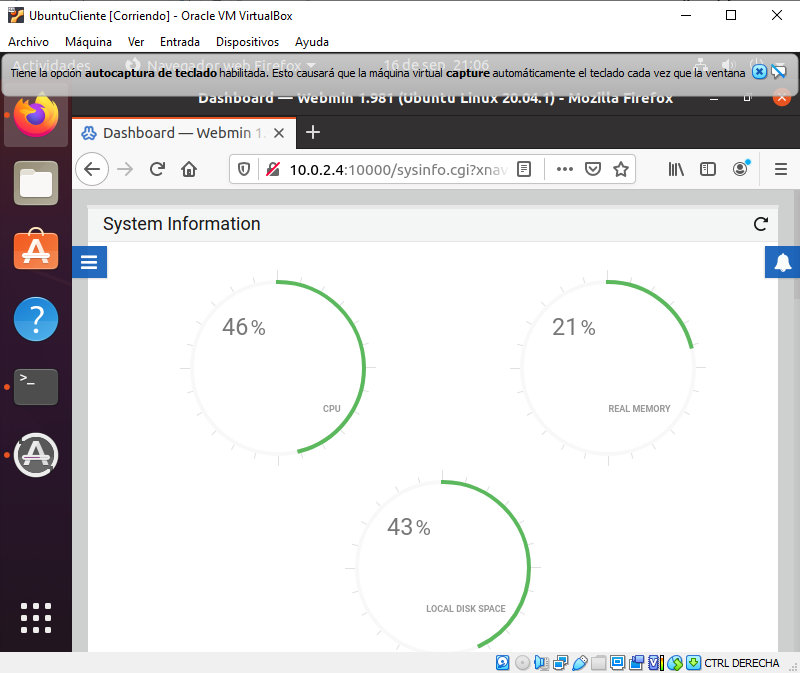 UbuntuCliente [Corriendo] - Oracle VM VirtualBox
Archivo Máquina Ver Entrada Dispositivos Ayuda
Actividades Navegador web Firefox 16 de sep 21:06
Tiene la opción autocaptura de teclado habilitada. Esto causará que la máquina virtual capture automáticamente el teclado cada vez que la ventana
Dashboard — Webmin 1.981 (Ubuntu Linux 20.04.1) - Mozilla Firefox
Dashboard — Webmin 1.
10.0.2.4:10000/sysinfo.cgi?xnav
System Information
46%
CPU
21%
REAL MEMORY
43%
LOCAL DISK SPACE
CTRL DERECHA